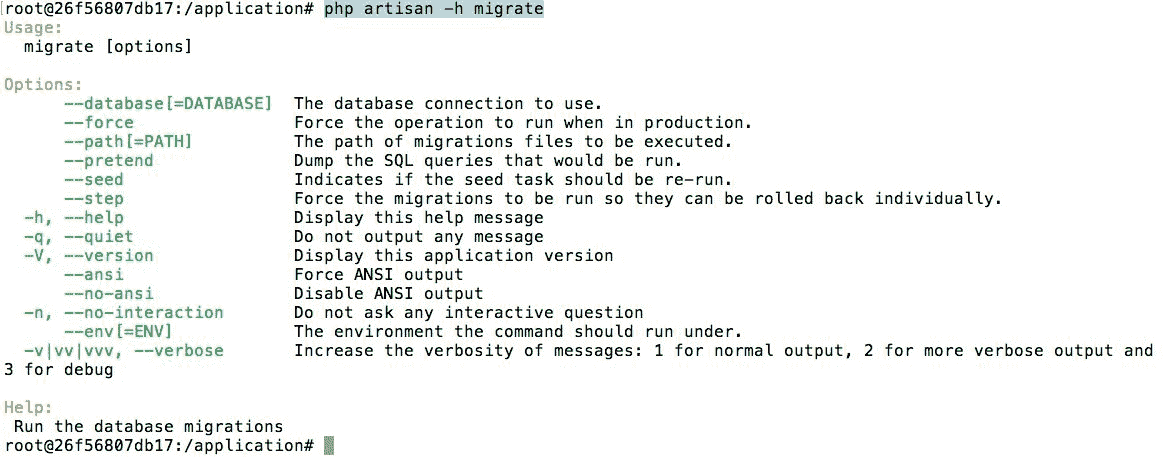 root@26f56807db17:/application# php artisan -h migrate
Usage:
  migrate [options]

Options:
      --database[=DATABASE]  The database connection to use.
      --force                Force the operation to run when in production.
      --path[=PATH]          The path of migrations files to be executed.
      --pretend              Dump the SQL queries that would be run.
      --seed                 Indicates if the seed task should be re-run.
      --step                 Force the migrations to be run so they can be rolled back individually.
  -h, --help                 Display this help message
  -q, --quiet                Do not output any message
  -V, --version              Display this application version
      --ansi                 Force ANSI output
      --no-ansi              Disable ANSI output
  -n, --no-interaction       Do not ask any interactive question
      --env[=ENV]            The environment the command should run under.
  -v|vv|vvv, --verbose       Increase the verbosity of messages: 1 for normal output, 2 for more verbose output and
3 for debug

Help:
 Run the database migrations
root@26f56807db17:/application#